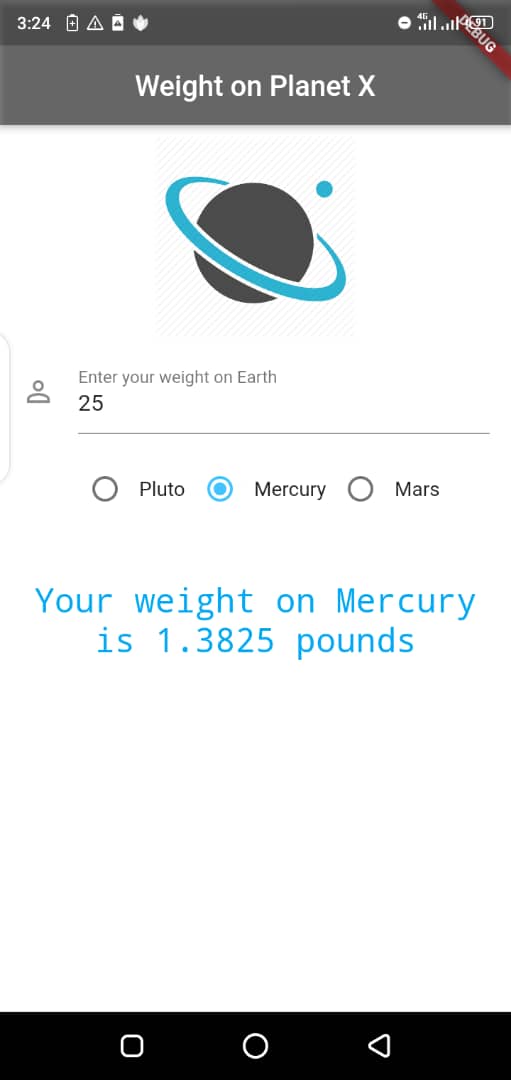 3:24
4G
91
DEBUG
Weight on Planet X
Enter your weight on Earth
25
Pluto Mercury Mars
Your weight on Mercury
is 1.3825 pounds